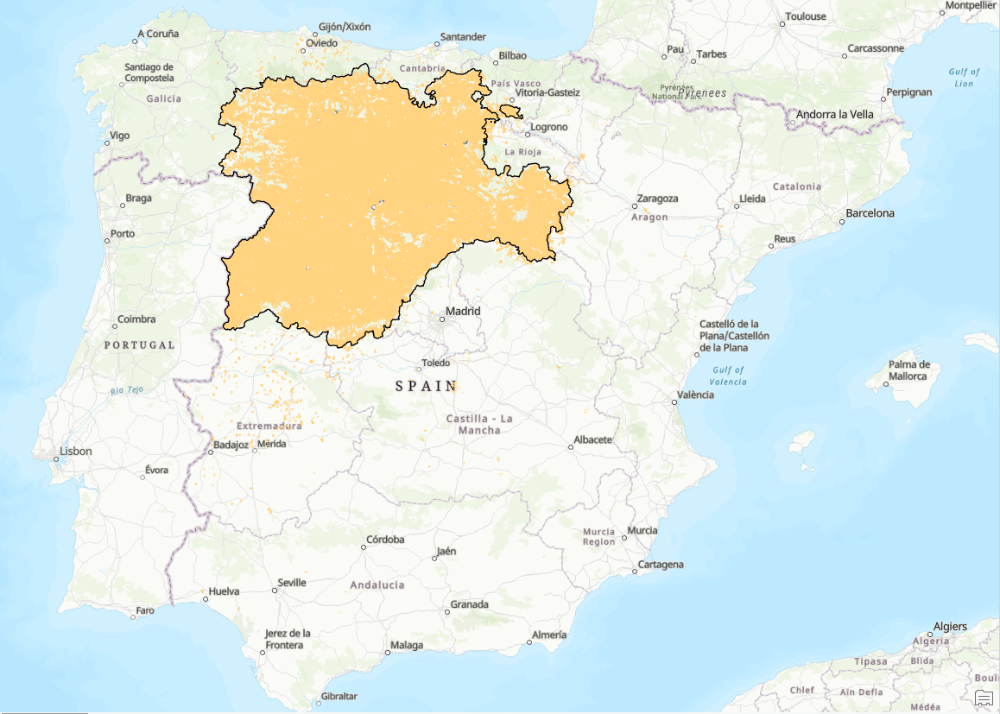 Montpellier
Toulouse
A Coruña
Gijón/Xixón
Oviedo
Santander
Bilbao
Pau
Tarbes
Carcassonne
Gulf of
Lion
Santiago de
Compostela
Cantabria
País Vasco
Vitoria-Gasteiz
Pyrénées
National Park
Pyrenees
Perpignan
Galicia
Andorra la Vella
Vigo
Logrono
La Rioja
Catalonia
Braga
Zaragoza
Aragon
Lleida
Barcelona
Porto
Reus
Madrid
Coimbra
PORTUGAL
Castelló de la
Plana/Castellón
de la Plana
Toledo
Gulf of
Valencia
Palma de
Mallorca
Rio Tejo
SPAIN
València
Castilla - La
Mancha
Extremadura
Badajoz
Mérida
Albacete
Lisbon
Évora
Murcia
Region
Murcia
Córdoba
Jaén
Cartagena
Seville
Andalucia
Huelva
Granada
Faro
Jerez de la
Frontera
Malaga
Almería
Algiers
Algeria
Tipasa
Blida
Bouï
Chlef
Aïn Defla
Gibraltar
Médéa